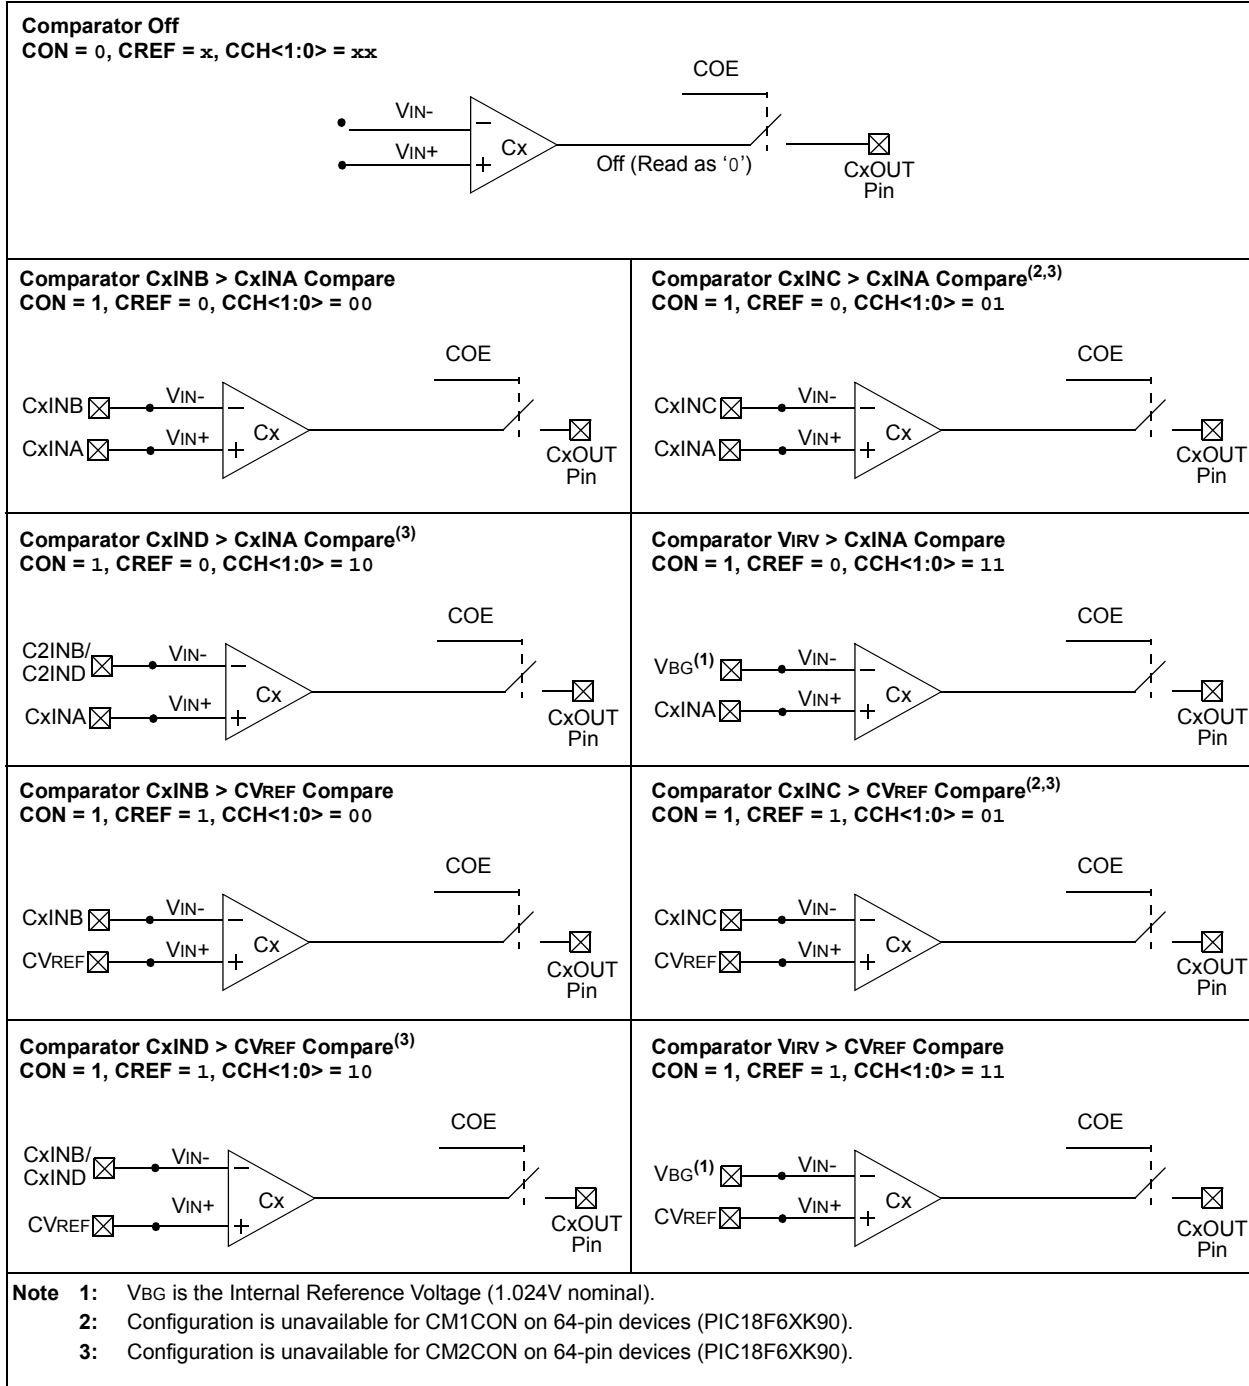 Comparator Off
CON = 0, CREF = x, CCH<1:0> = xx
COE
VIN-
VIN+
−
+
Cx
Off (Read as ‘0’)
CxOUT
Pin
Comparator CxINB > CxINA Compare
CON = 1, CREF = 0, CCH<1:0> = 00
COE
CxINB
VIN-
CxINA
VIN+
−
+
Cx
CxOUT
Pin
Comparator CxINC > CxINA Compare(2,3)
CON = 1, CREF = 0, CCH<1:0> = 01
COE
CxINC
VIN-
CxINA
VIN+
−
+
Cx
CxOUT
Pin
Comparator CxIND > CxINA Compare(3)
CON = 1, CREF = 0, CCH<1:0> = 10
COE
C2INB/
C2IND
VIN-
CxINA
VIN+
−
+
Cx
CxOUT
Pin
Comparator VIRV > CxINA Compare
CON = 1, CREF = 0, CCH<1:0> = 11
COE
VBG(1)
VIN-
CxINA
VIN+
−
+
Cx
CxOUT
Pin
Comparator CxINB > CVREF Compare
CON = 1, CREF = 1, CCH<1:0> = 00
COE
CxINB
VIN-
CVREF
VIN+
−
+
Cx
CxOUT
Pin
Comparator CxINC > CVREF Compare(2,3)
CON = 1, CREF = 1, CCH<1:0> = 01
COE
CxINC
VIN-
CVREF
VIN+
−
+
Cx
CxOUT
Pin
Comparator CxIND > CVREF Compare(3)
CON = 1, CREF = 1, CCH<1:0> = 10
COE
CxINB/
CxIND
VIN-
CVREF
VIN+
−
+
Cx
CxOUT
Pin
Comparator VIRV > CVREF Compare
CON = 1, CREF = 1, CCH<1:0> = 11
COE
VBG(1)
VIN-
CVREF
VIN+
−
+
Cx
CxOUT
Pin
Note 1: VBG is the Internal Reference Voltage (1.024V nominal).
2: Configuration is unavailable for CM1CON on 64-pin devices (PIC18F6XK90).
3: Configuration is unavailable for CM2CON on 64-pin devices (PIC18F6XK90).